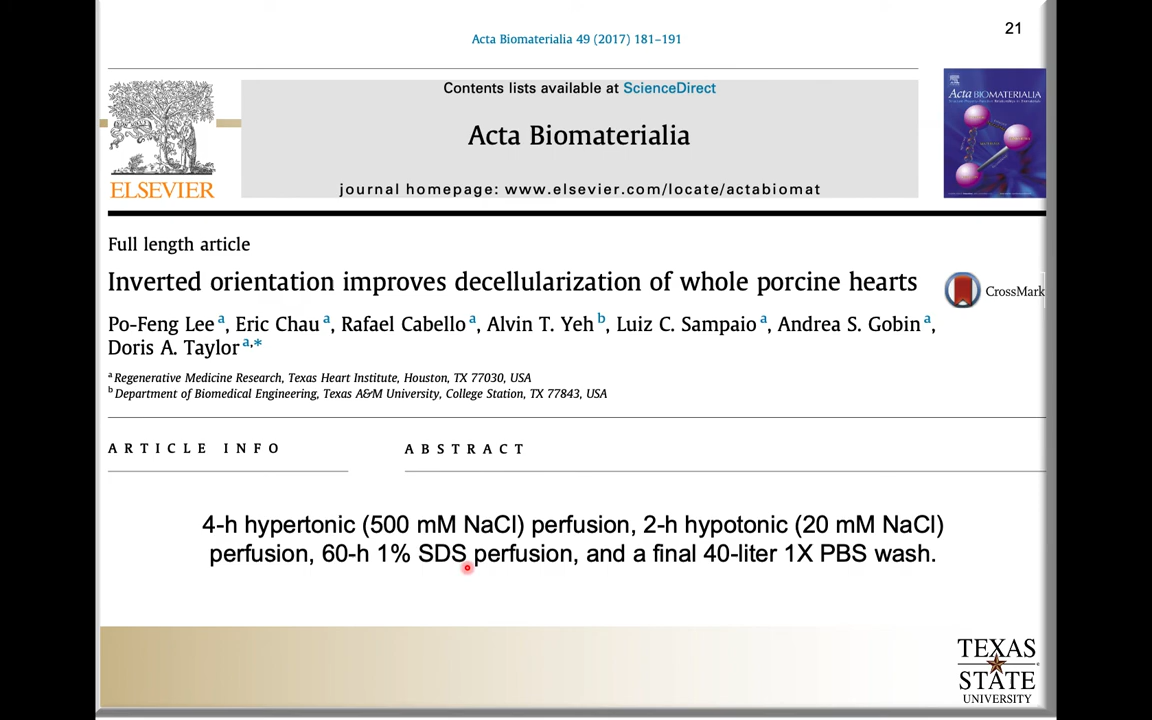 21
Acta Biomaterialia 49 (2017) 181–191
Contents lists available at ScienceDirect
Acta Biomaterialia
journal homepage: www.elsevier.com/locate/actabiomat
ELSEVIER
Acta BIOMATERIALIA
Full length article
Inverted orientation improves decellularization of whole porcine hearts
CrossMark
Po-Feng Lee a, Eric Chau a, Rafael Cabello a, Alvin T. Yeh b, Luiz C. Sampaio a, Andrea S. Gobin a,
Doris A. Taylor a,*
a Regenerative Medicine Research, Texas Heart Institute, Houston, TX 77030, USA
b Department of Biomedical Engineering, Texas A&M University, College Station, TX 77843, USA
ARTICLE INFO
ABSTRACT
4-h hypertonic (500 mM NaCl) perfusion, 2-h hypotonic (20 mM NaCl)
perfusion, 60-h 1% SDS perfusion, and a final 40-liter 1X PBS wash.
TEXAS
STATE
UNIVERSITY